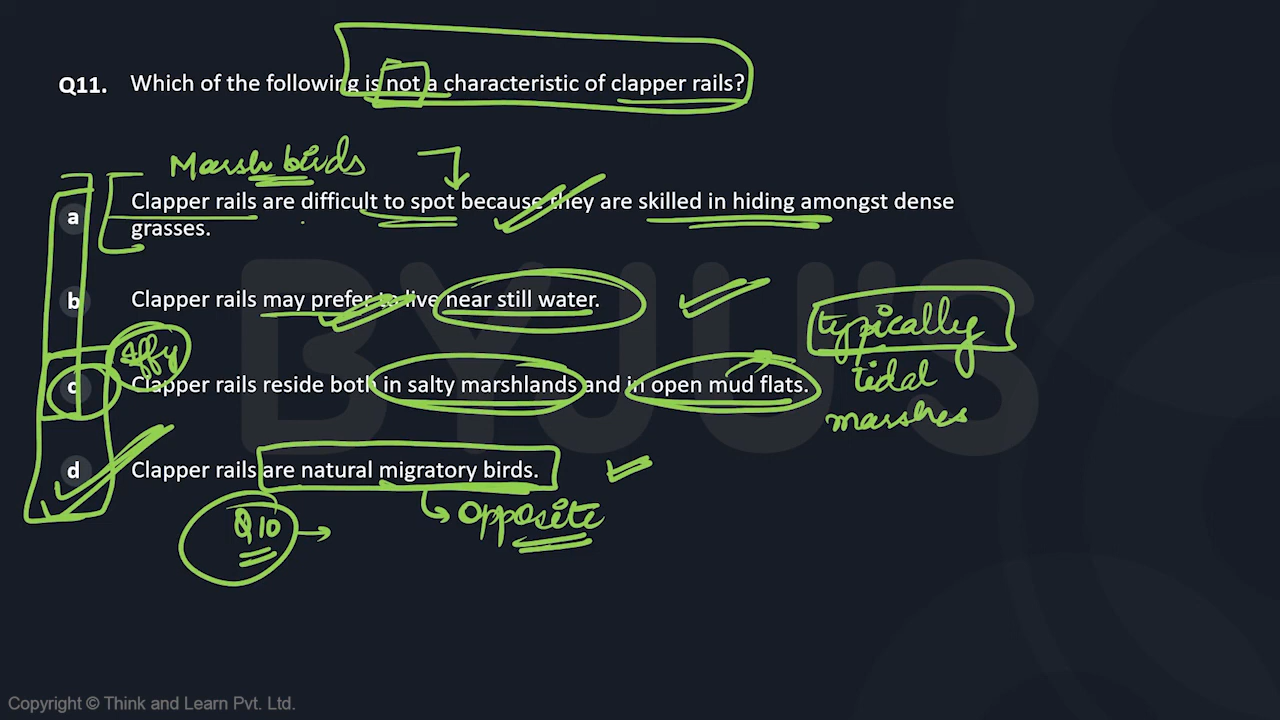 Q11. Which of the following is not a characteristic of clapper rails?
Marsh birds
a Clapper rails are difficult to spot because they are skilled in hiding amongst dense
grasses.
b Clapper rails may prefer to live near still water.
typically
c Clapper rails reside both in salty marshlands and in open mud flats.
tidal
marshes
d Clapper rails are natural migratory birds.
Q10
Opposite
BYJU'S
Copyright © Think and Learn Pvt. Ltd.